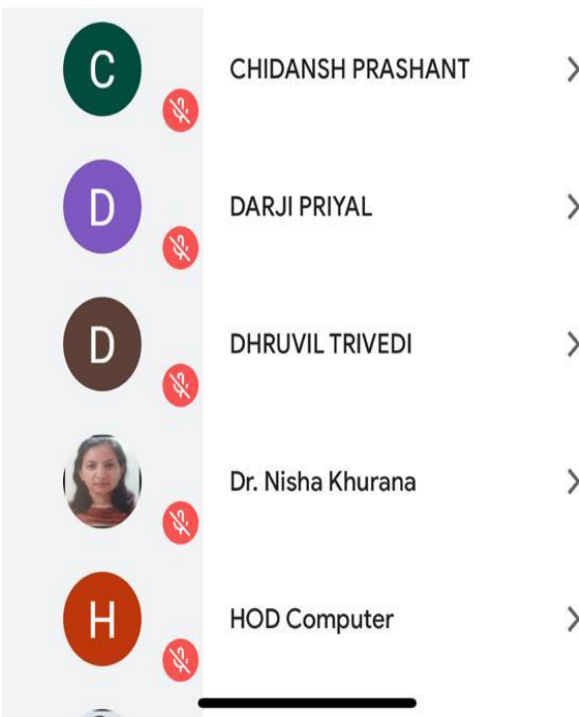 C CHIDANSH PRASHANT
D DARJI PRIYAL
D DHRUVIL TRIVEDI
Dr. Nisha Khurana
H HOD Computer